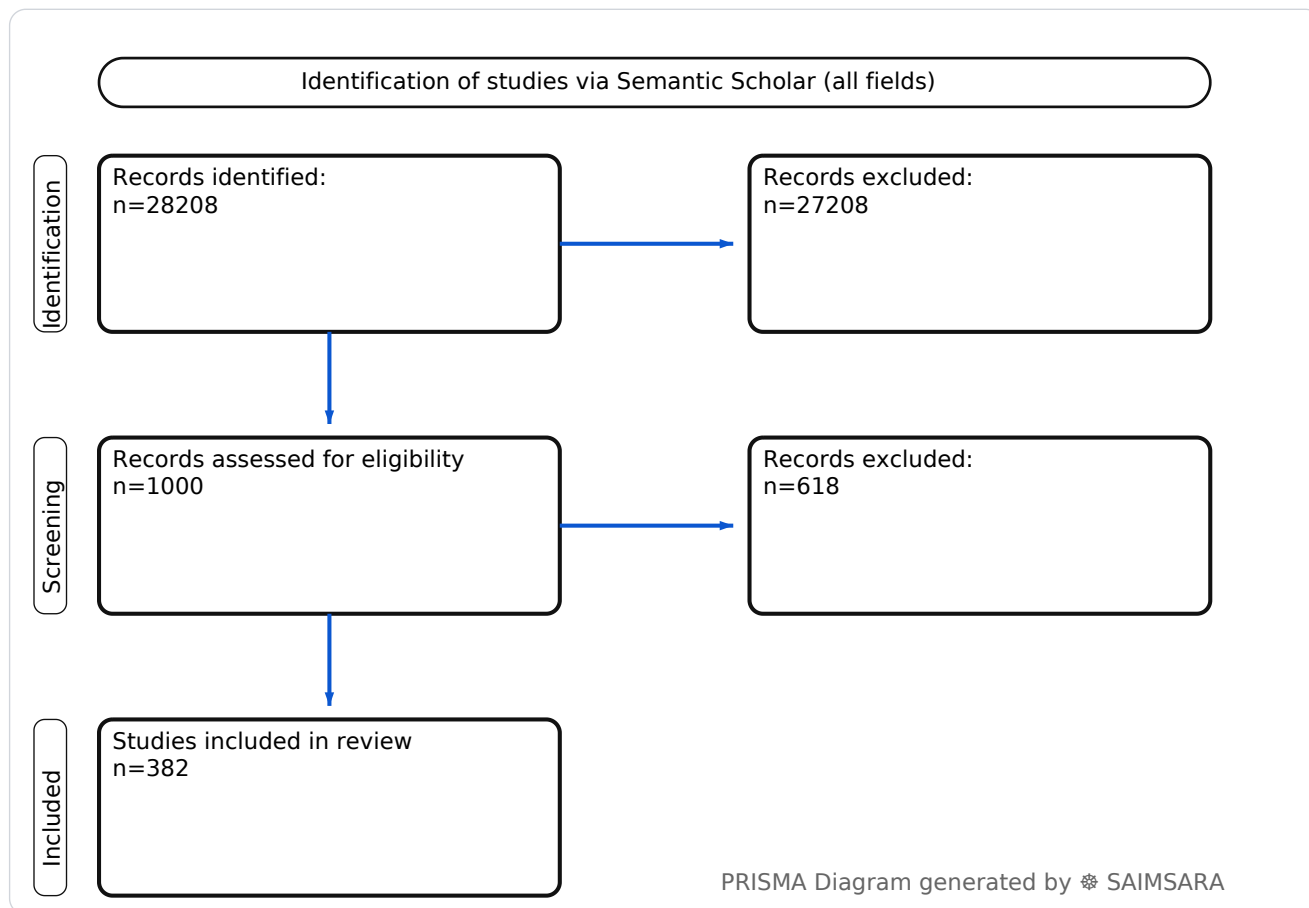 Identification of studies via Semantic Scholar (all fields)
Identification
Records identified:
n=28208
Records excluded:
n=27208
Screening
Records assessed for eligibility
n=1000
Records excluded:
n=618
Included
Studies included in review
n=382
PRISMA Diagram generated by ☸ SAIMSARA